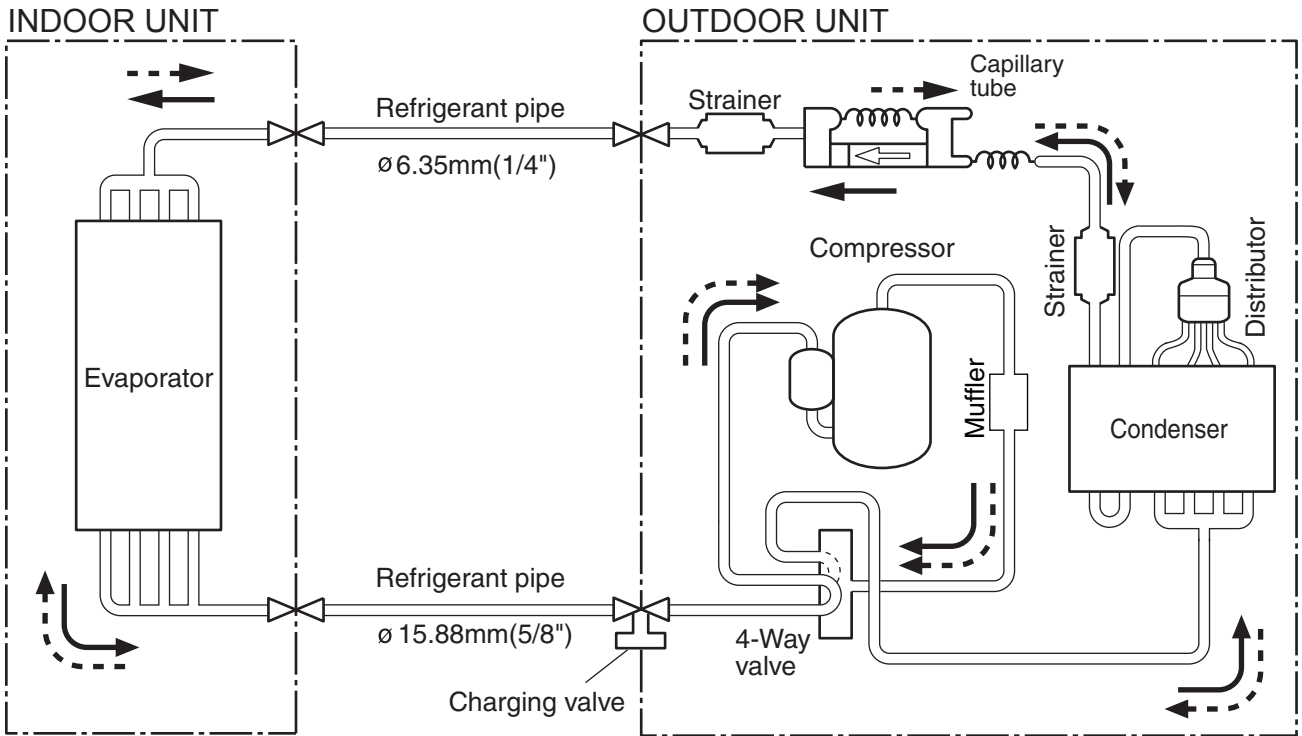 INDOOR UNIT
OUTDOOR UNIT
Capillary
tube
Refrigerant pipe
ø 6.35mm(1/4")
Strainer
Compressor
Strainer
Distributor
Evaporator
Muffler
Condenser
Refrigerant pipe
ø 15.88mm(5/8")
4-Way
valve
Charging valve